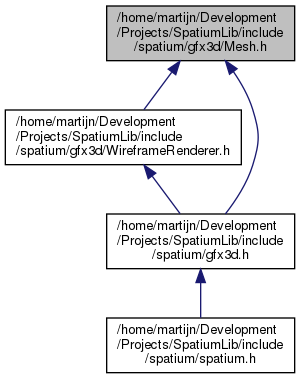 /home/martijn/Development
/Projects/SpatiumLib/include
/spatium/gfx3d/Mesh.h
/home/martijn/Development
/Projects/SpatiumLib/include
/spatium/gfx3d/WireframeRenderer.h
/home/martijn/Development
/Projects/SpatiumLib/include
/spatium/gfx3d.h
/home/martijn/Development
/Projects/SpatiumLib/include
/spatium/spatium.h